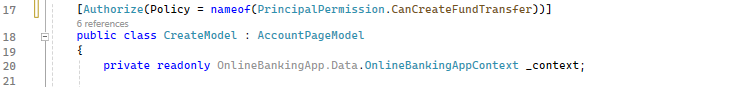 17 [Authorize(Policy = nameof(PrincipalPermission.CanCreateFundTransfer))]
6 references
18 public class CreateModel : AccountPageModel
19 {
20 private readonly OnlineBankingApp.Data.OnlineBankingAppContext _context;
21